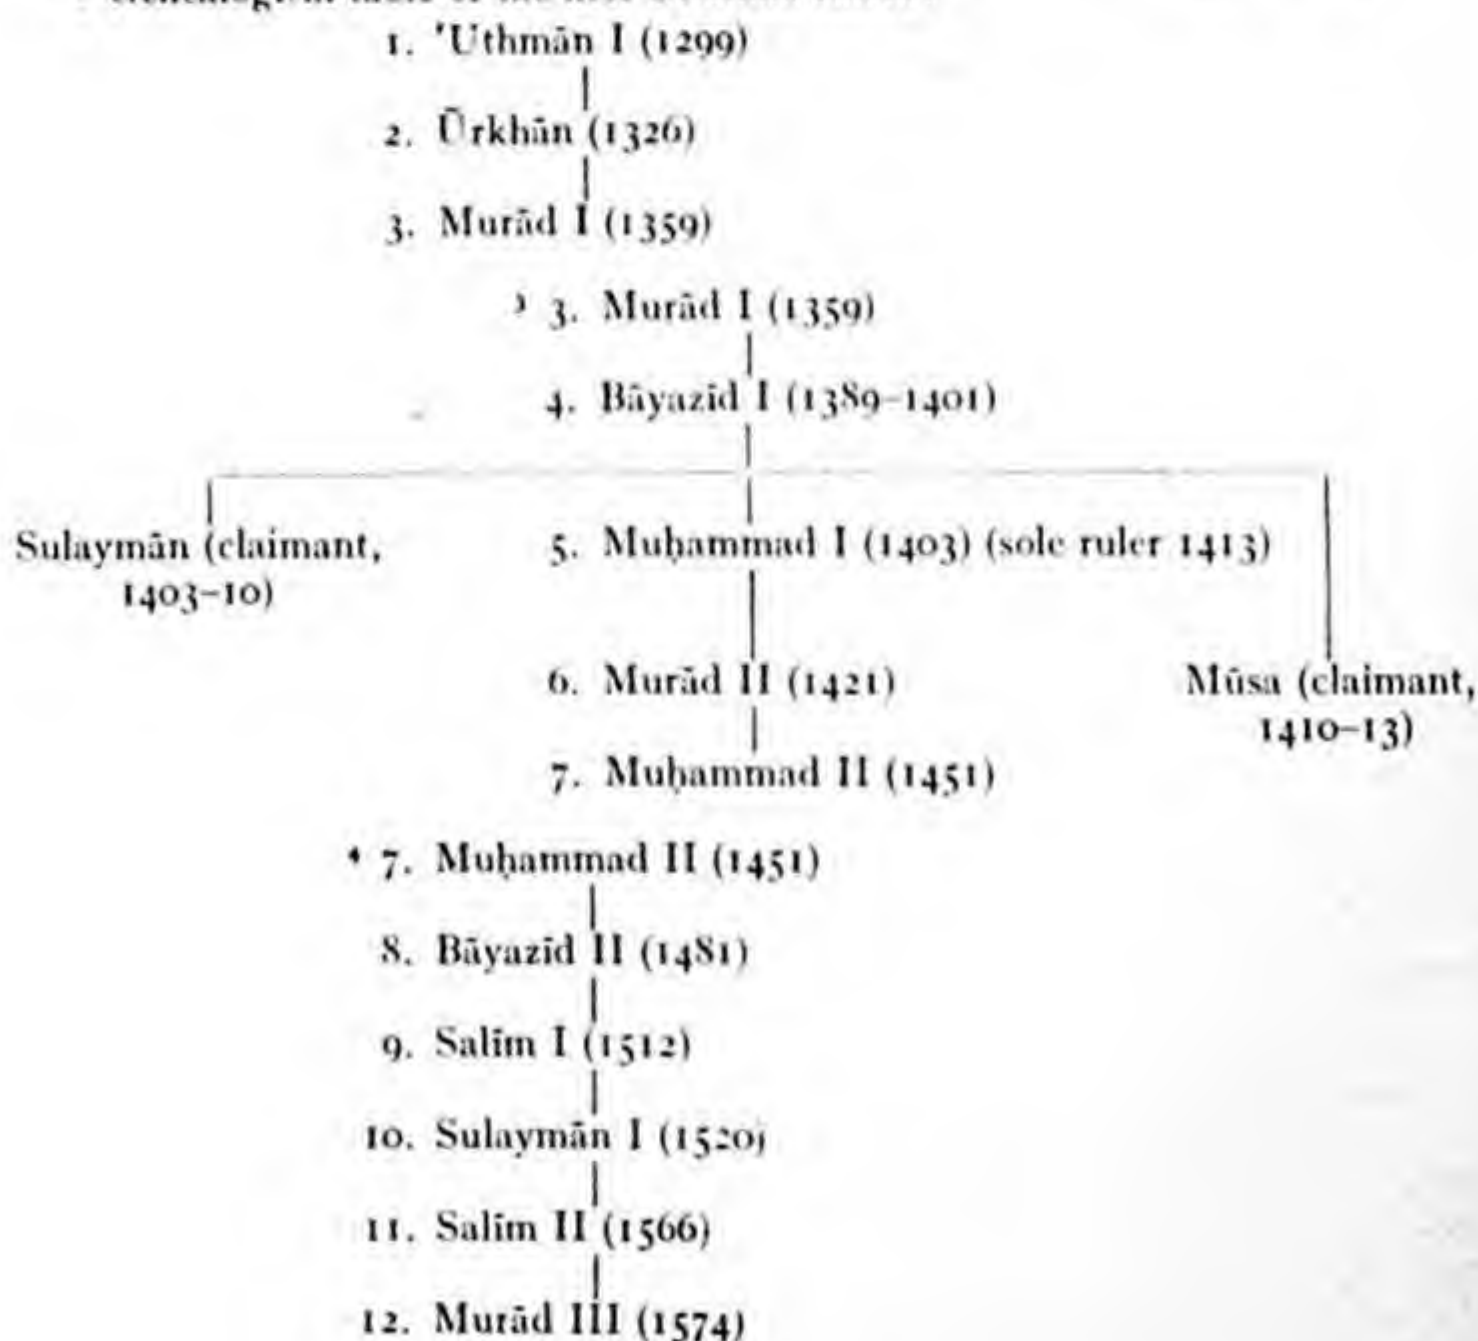 1. 'Uthmān I (1299)
2. Ūrkhān (1326)
3. Murād I (1359)
³ 3. Murād I (1359)
4. Bāyazīd I (1389–1401)
Sulaymān (claimant,
1403–10)
5. Muḥammad I (1403) (sole ruler 1413)
6. Murād II (1421)
Mūsa (claimant,
1410–13)
7. Muḥammad II (1451)
⁴ 7. Muḥammad II (1451)
8. Bāyazīd II (1481)
9. Salīm I (1512)
10. Sulaymān I (1520)
11. Salīm II (1566)
12. Murād III (1574)